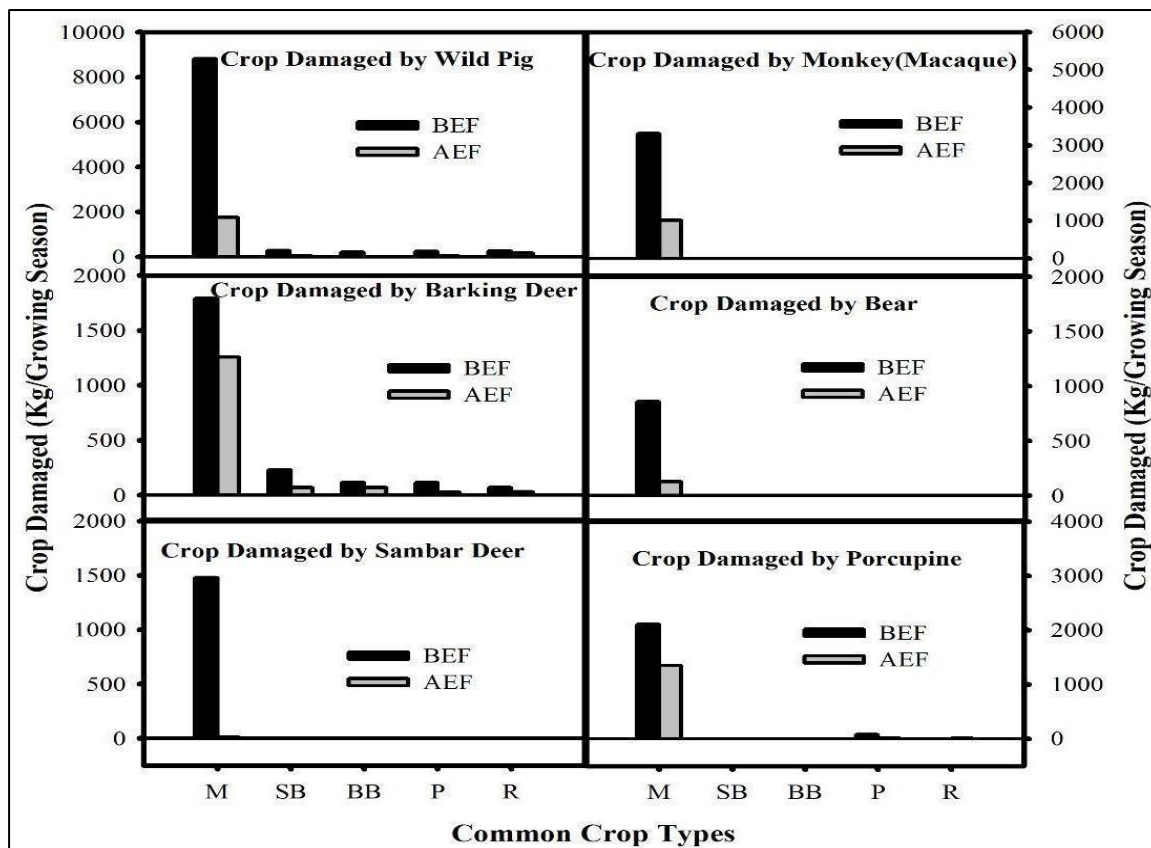 Crop Damaged (Kg/Growing Season)
10000
8000
6000
4000
2000
0
Crop Damaged by Wild Pig
BEF
AEF
6000
5000
4000
3000
2000
1000
0
Crop Damaged by Monkey(Macaque)
BEF
AEF
2000
1500
1000
500
0
Crop Damaged by Barking Deer
BEF
AEF
2000
1500
1000
500
0
Crop Damaged by Bear
BEF
AEF
2000
1500
1000
500
0
Crop Damaged by Sambar Deer
BEF
AEF
4000
3000
2000
1000
0
Crop Damaged by Porcupine
BEF
AEF
Crop Damaged (Kg/Growing Season)
M SB BB P R M SB BB P R
Common Crop Types